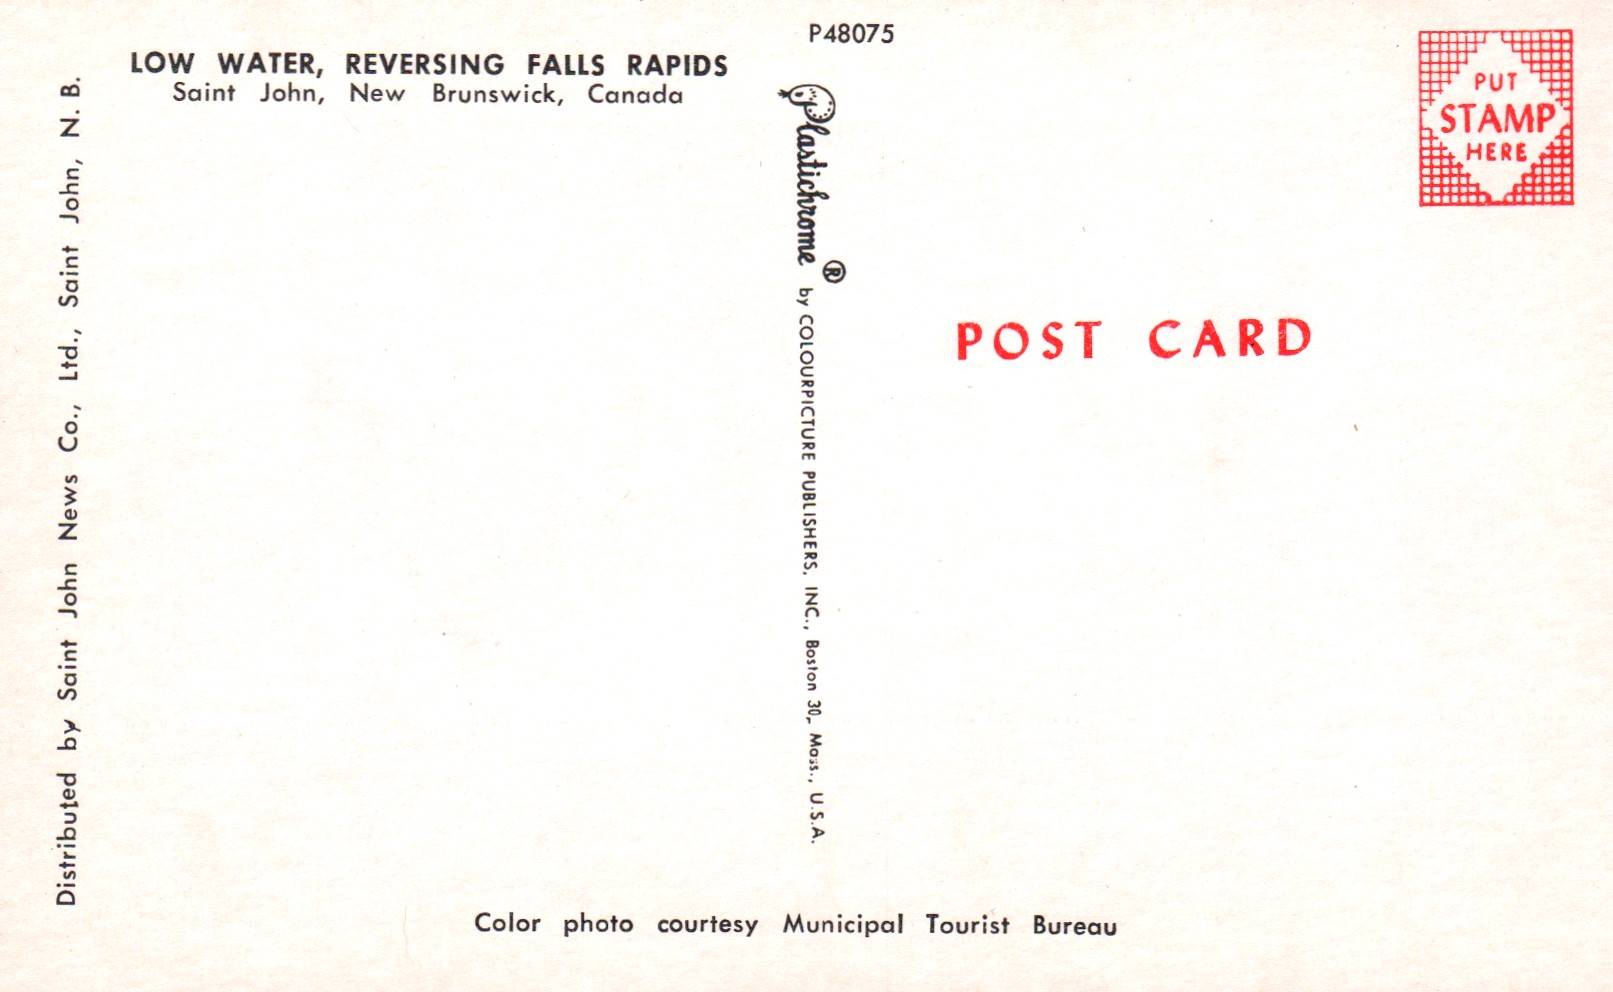 P48075
LOW WATER, REVERSING FALLS RAPIDS
Saint John, New Brunswick, Canada
PUT
STAMP
HERE
Distributed by Saint John News Co., Ltd., Saint John, N. B.
Plastichrome ® by COLOURPICTURE PUBLISHERS, INC., Boston 30, Mass., U.S.A.
POST CARD
Color photo courtesy Municipal Tourist Bureau